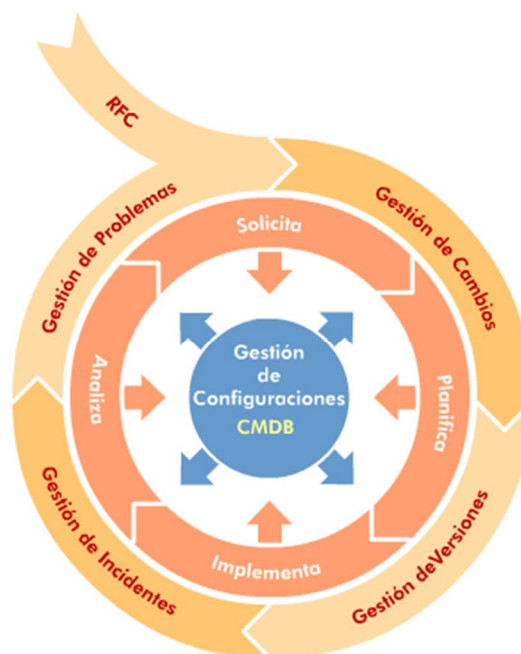 RFC
Gestión de Problemas
Gestión de Cambios
Solicita
Analiza
Planifica
Gestión
de
Configuraciones
CMDB
Implementa
Gestión de Incidentes
Gestión deVersiones